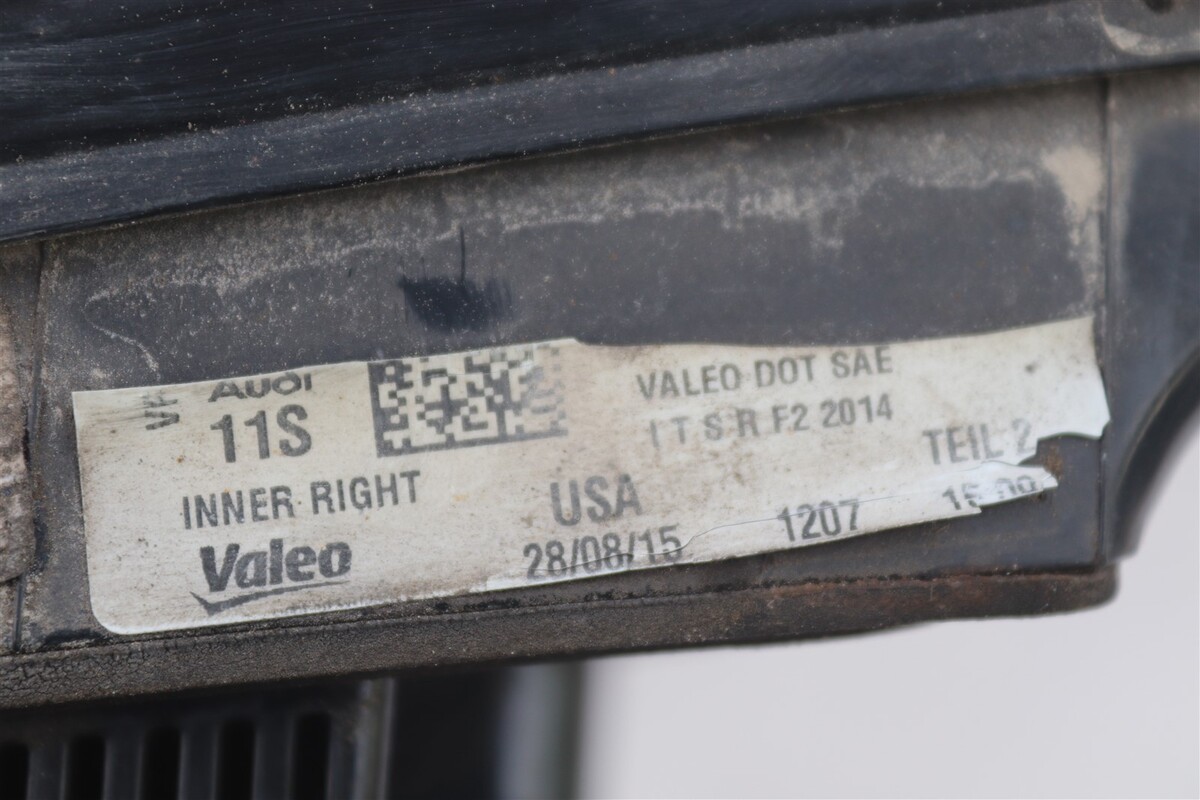 AUDI
11S
INNER RIGHT
Valeo
VALEO DOT SAE
I T S R F2 2014
USA
TEIL 2
28/08/15 1207